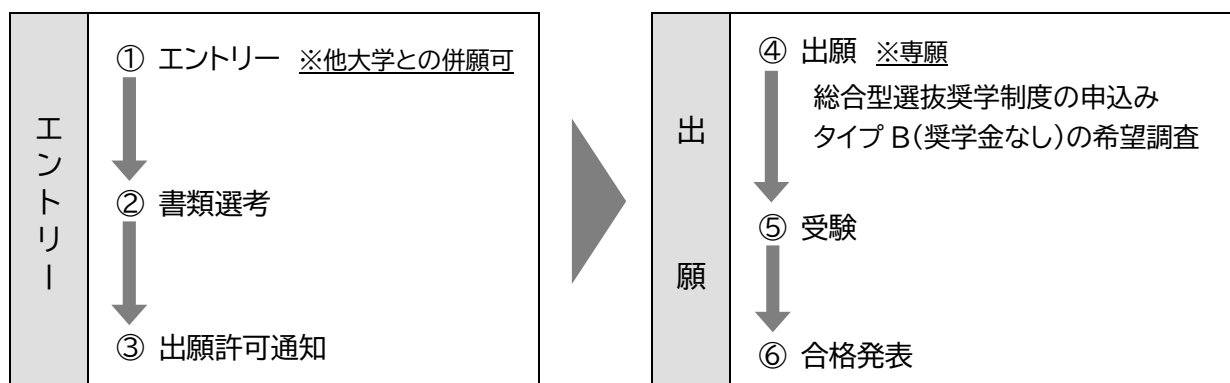 エントリー
① エントリー ※他大学との併願可
② 書類選考
③ 出願許可通知
出願
④ 出願 ※専願
総合型選抜奨学制度の申込み
タイプB(奨学金なし)の希望調査
⑤ 受験
⑥ 合格発表